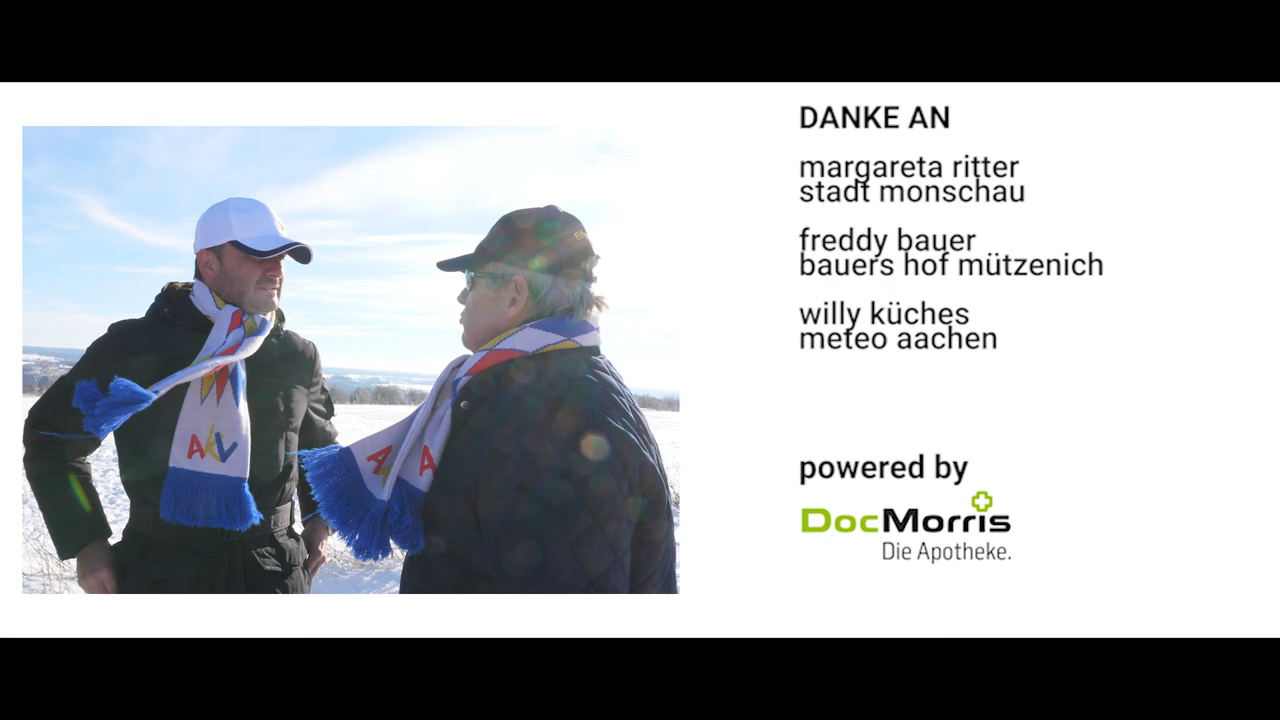 DANKE AN
margareta ritter
stadt monschau
freddy bauer
bauers hof mützenich
willy küches
meteo aachen
powered by
DocMorris
Die Apotheke.
AKV
A A